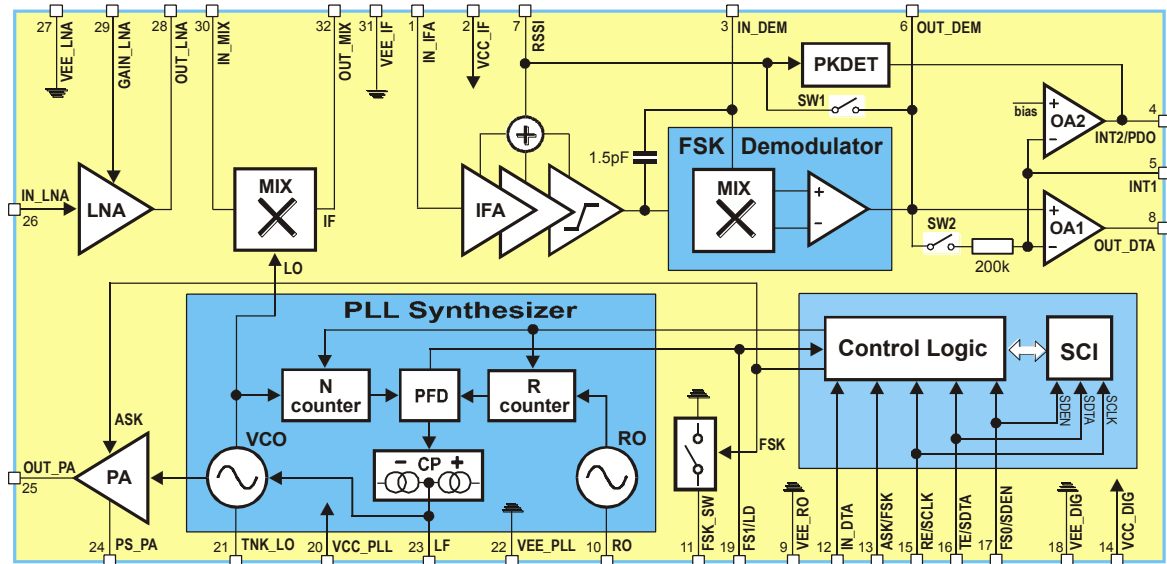 27 29 28 30 32 31 1 2 7 3 6
VEE_LNA
GAIN_LNA
OUT_LNA
IN_MIX
OUT_MIX
VEE_IF
IN_IFA
VCC_IF
RSSI
IN_DEM
OUT_DEM
PKDET
SW1
bias
+
−
OA2
4
INT2/PDO
1.5pF
FSK Demodulator
5
INT1
IN_LNA
26
LNA
MIX
IF
IFA
MIX
+
−
+
−
OA1
8
OUT_DTA
SW2
200k
LO
PLL Synthesizer
Control Logic
SCI
N
counter
PFD
R
counter
SDEN
SDTA
SCLK
ASK
VCO
RO
FSK
− CP +
OUT_PA
25
PA
24
PS_PA
21
TNK_LO
20
VCC_PLL
23
LF
22
VEE_PLL
10
RO
11
FSK_SW
19
FS1/LD
9
VEE_RO
12
IN_DTA
13
ASK/FSK
15
RE/SCLK
16
TE/SDTA
17
FS0/SDEN
18
VEE_DIG
14
VCC_DIG